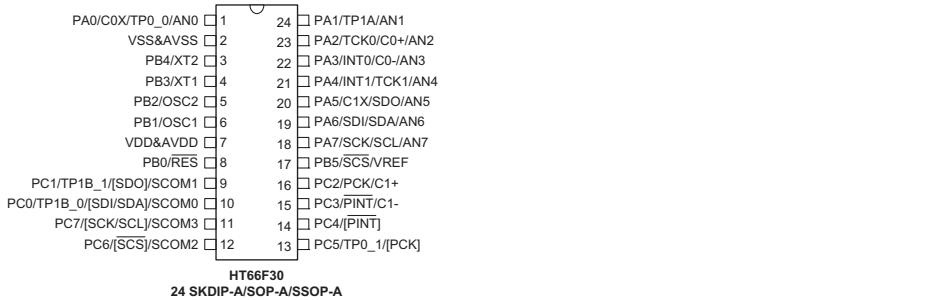 PA0/C0X/TP0_0/AN0 1 24 PA1/TP1A/AN1
VSS&AVSS 2 23 PA2/TCK0/C0+/AN2
PB4/XT2 3 22 PA3/INT0/C0-/AN3
PB3/XT1 4 21 PA4/INT1/TCK1/AN4
PB2/OSC2 5 20 PA5/C1X/SDO/AN5
PB1/OSC1 6 19 PA6/SDI/SDA/AN6
VDD&AVDD 7 18 PA7/SCK/SCL/AN7
PB0/RES 8 17 PB5/SCS/VREF
PC1/TP1B_1/[SDO]/SCOM1 9 16 PC2/PCK/C1+
PC0/TP1B_0/[SDI/SDA]/SCOM0 10 15 PC3/PINT/C1-
PC7/[SCK/SCL]/SCOM3 11 14 PC4/[PINT]
PC6/[SCS]/SCOM2 12 13 PC5/TP0_1/[PCK]
HT66F30
24 SKDIP-A/SOP-A/SSOP-A